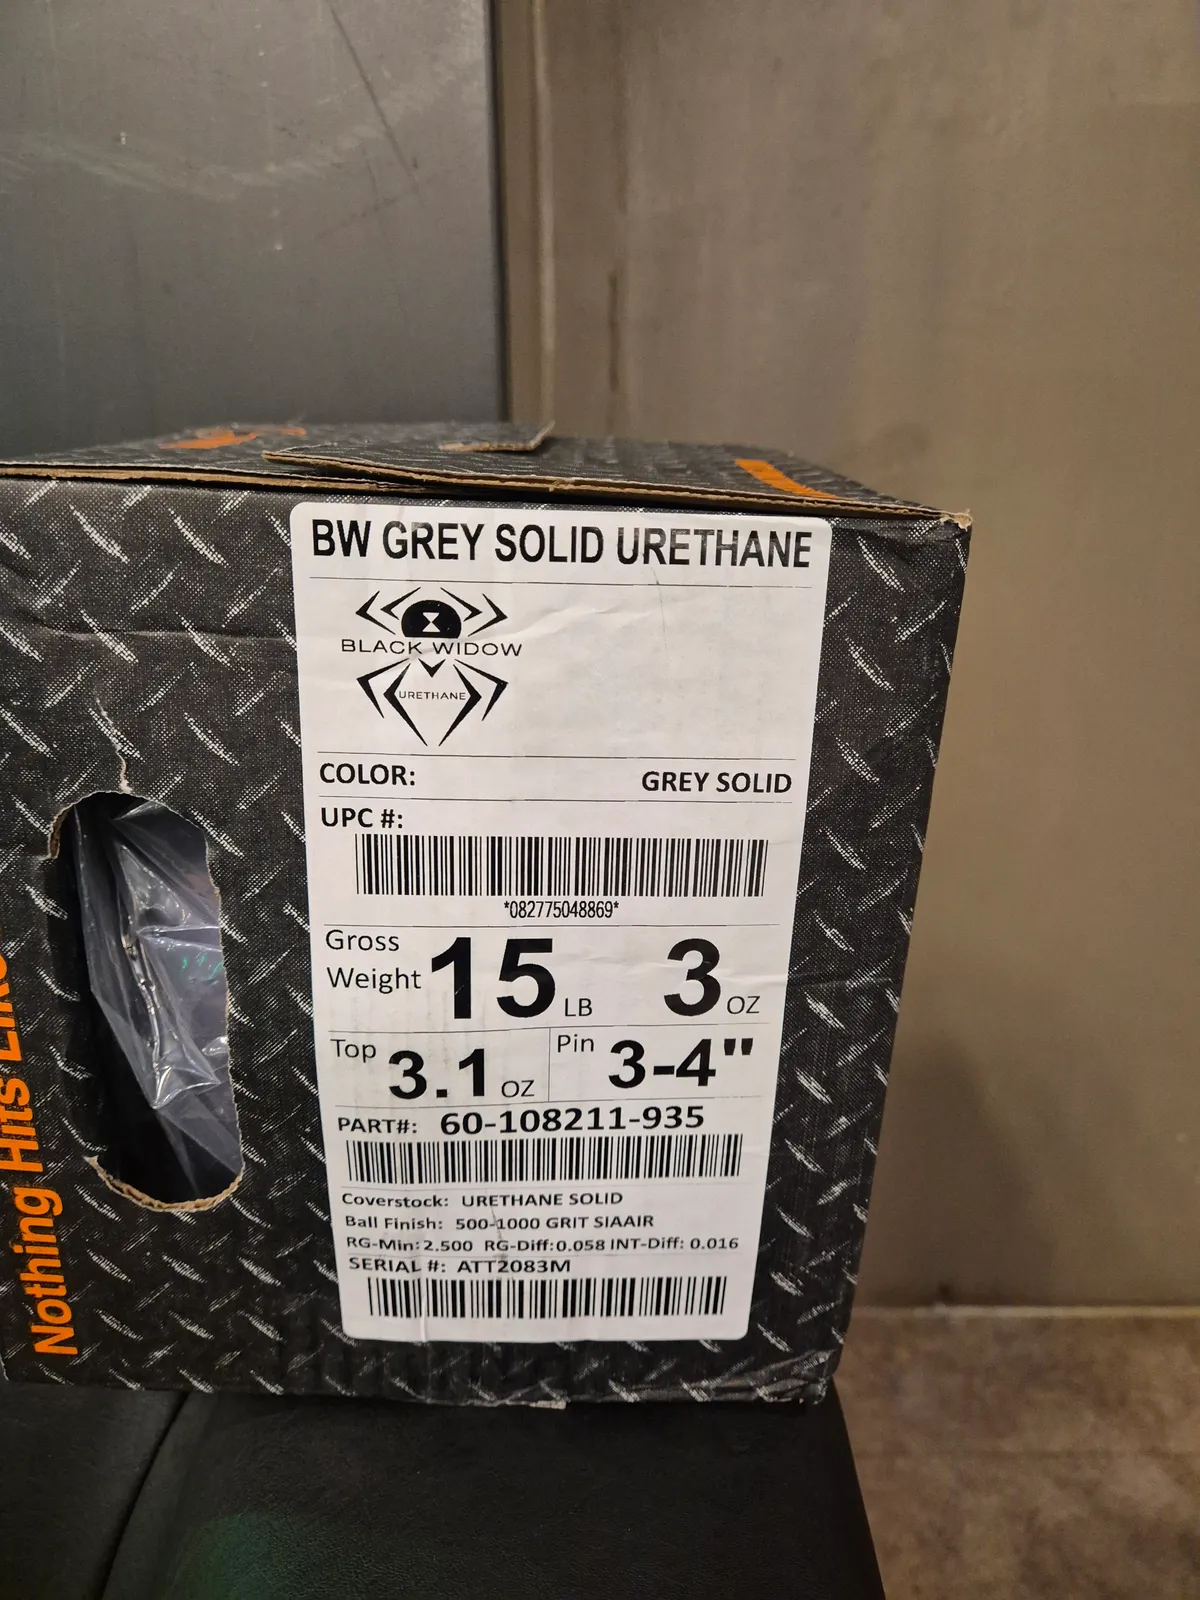 BW GREY SOLID URETHANE
BLACK WIDOW
URETHANE
COLOR: GREY SOLID
UPC #:
*082775048869*
Gross Weight 15 LB 3 OZ
Top 3.1 OZ Pin 3-4"
PART#: 60-108211-935
Coverstock: URETHANE SOLID
Ball Finish: 500-1000 GRIT SIAAIR
RG-Min: 2.500 RG-Diff:0.058 INT-Diff: 0.016
SERIAL #: ATT2083M
Nothing Hits Like